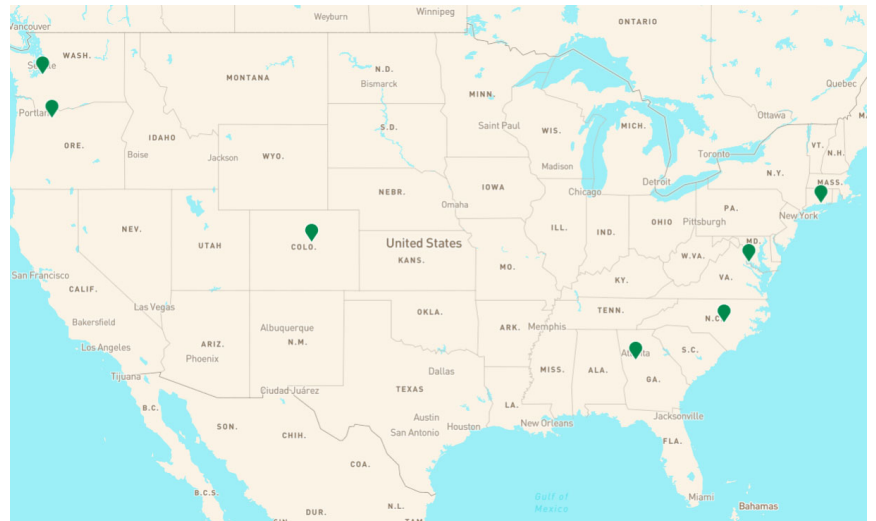 Weyburn
Winnipeg
Vancouver
ONTARIO
WASH.
MONTANA
N.D.
Bismarck
MINN.
Quebec
Portland
ORE.
IDAHO
Boise
Jackson
WYO.
S.D.
Saint Paul
WIS.
MICH.
Ottawa
Toronto
VT.
N.H.
Madison
Detroit
N.Y.
MASS.
NEBR.
IOWA
Chicago
Omaha
PA.
New York
NEV.
UTAH
COLO.
United States
KANS.
MO.
ILL.
IND.
OHIO
Pittsburgh
MD.
W.VA.
VA.
San Francisco
CALIF.
Las Vegas
KY.
Bakersfield
Los Angeles
ARIZ.
Phoenix
Albuquerque
N.M.
OKLA.
ARK.
Memphis
TENN.
N.C.
S.C.
Atlanta
Tijuana
B.C.
Ciudad Juárez
Dallas
TEXAS
MISS.
ALA.
GA.
Austin
San Antonio
Houston
LA.
New Orleans
Jacksonville
FLA.
SON.
CHIH.
COA.
B.C.S.
DUR.
N.L.
TAM
Gulf of
Mexico
Miami
Bahamas